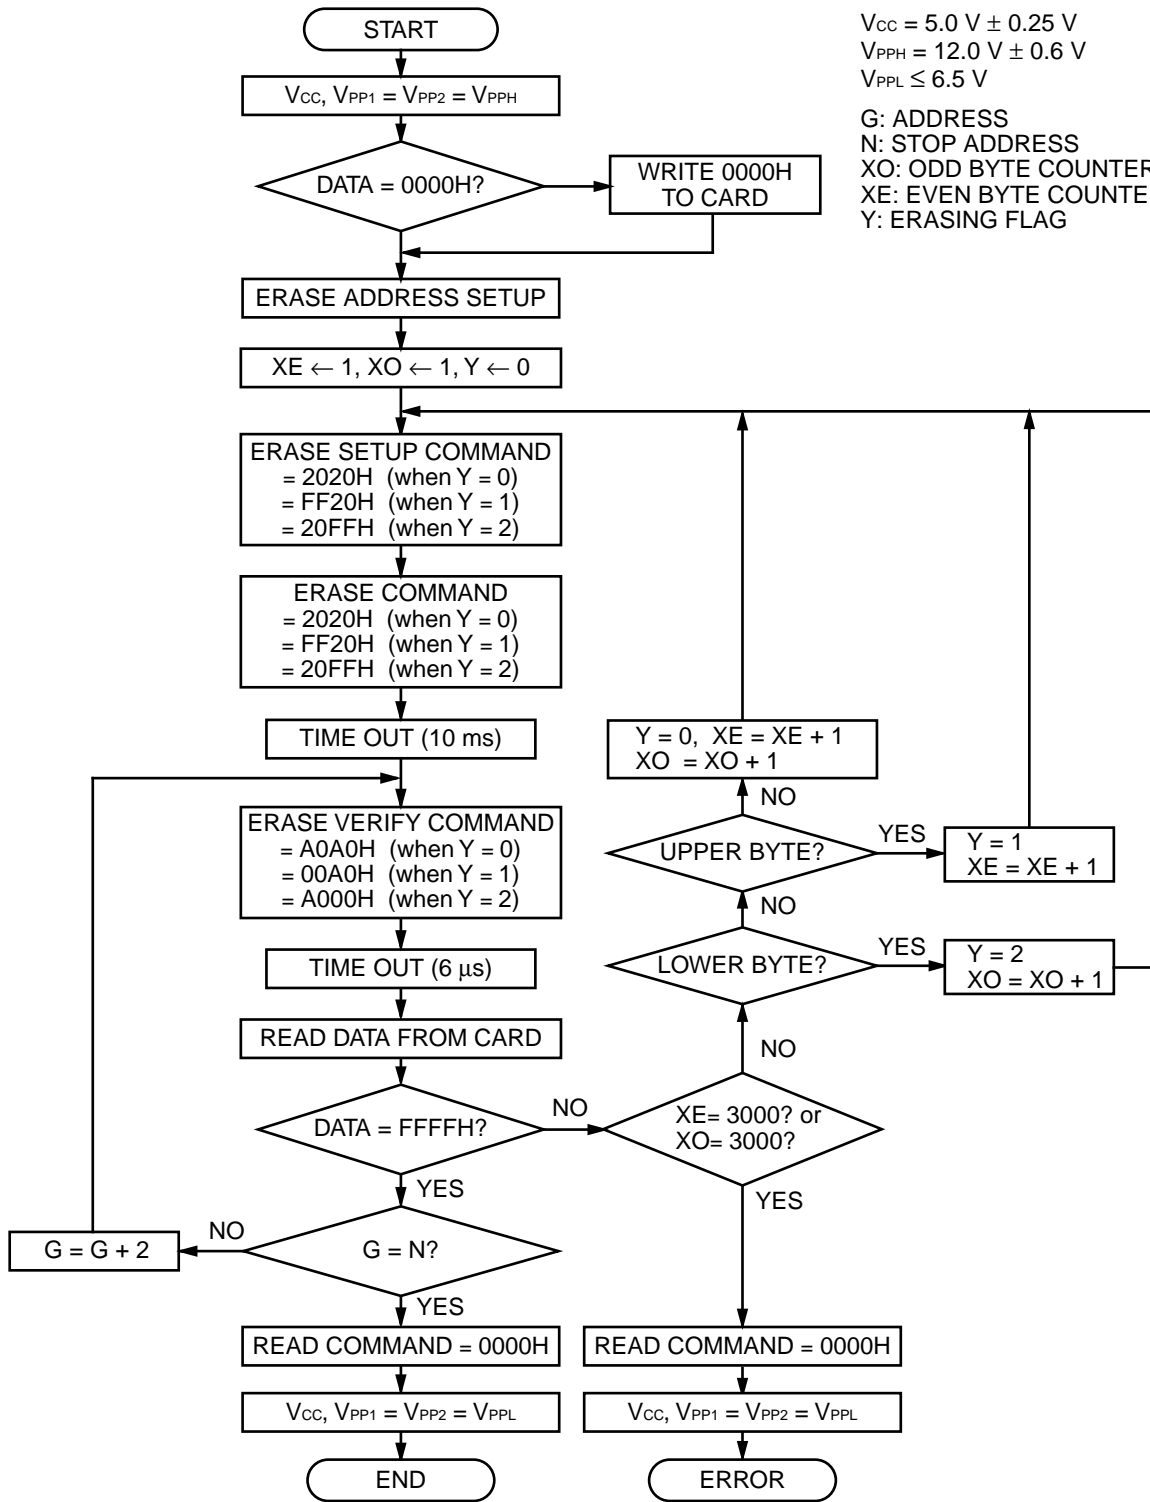 START
VCC = 5.0 V ± 0.25 V
VPPH = 12.0 V ± 0.6 V
VPPL ≤ 6.5 V
G: ADDRESS
N: STOP ADDRESS
XO: ODD BYTE COUNTER
XE: EVEN BYTE COUNTE
Y: ERASING FLAG
VCC, VPP1 = VPP2 = VPPH
DATA = 0000H?
WRITE 0000H
TO CARD
ERASE ADDRESS SETUP
XE ← 1, XO ← 1, Y ← 0
ERASE SETUP COMMAND
= 2020H (when Y = 0)
= FF20H (when Y = 1)
= 20FFH (when Y = 2)
ERASE COMMAND
= 2020H (when Y = 0)
= FF20H (when Y = 1)
= 20FFH (when Y = 2)
TIME OUT (10 ms)
Y = 0, XE = XE + 1
XO = XO + 1
NO
ERASE VERIFY COMMAND
= A0A0H (when Y = 0)
= 00A0H (when Y = 1)
= A000H (when Y = 2)
UPPER BYTE?
YES
Y = 1
XE = XE + 1
NO
TIME OUT (6 µs)
LOWER BYTE?
YES
Y = 2
XO = XO + 1
READ DATA FROM CARD
NO
DATA = FFFFH?
NO
XE= 3000? or
XO= 3000?
YES
YES
G = G + 2
NO
G = N?
YES
READ COMMAND = 0000H
READ COMMAND = 0000H
VCC, VPP1 = VPP2 = VPPL
VCC, VPP1 = VPP2 = VPPL
END
ERROR